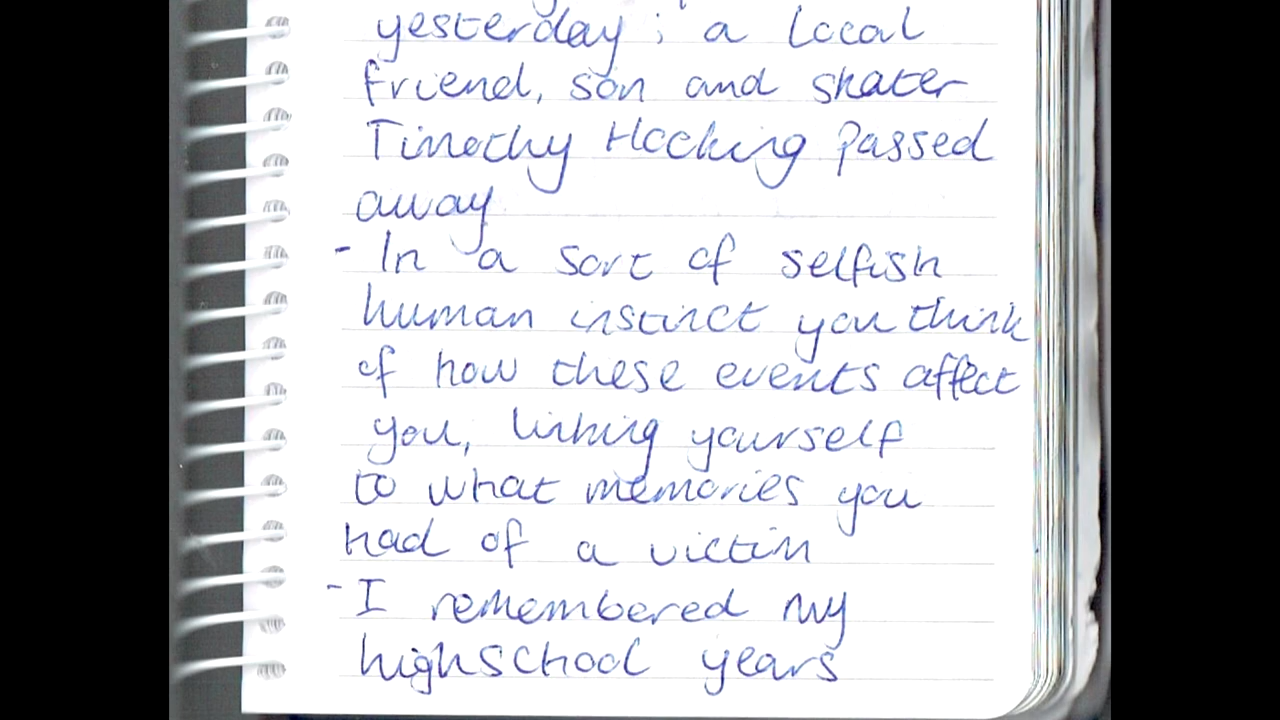 yesterday; a local
friend, son and skater
Timothy Hocking passed
away
- In a sort of selfish
human instinct you think
of how these events affect
you, linking yourself
to what memories you
had of a victim
- I remembered my
highschool years